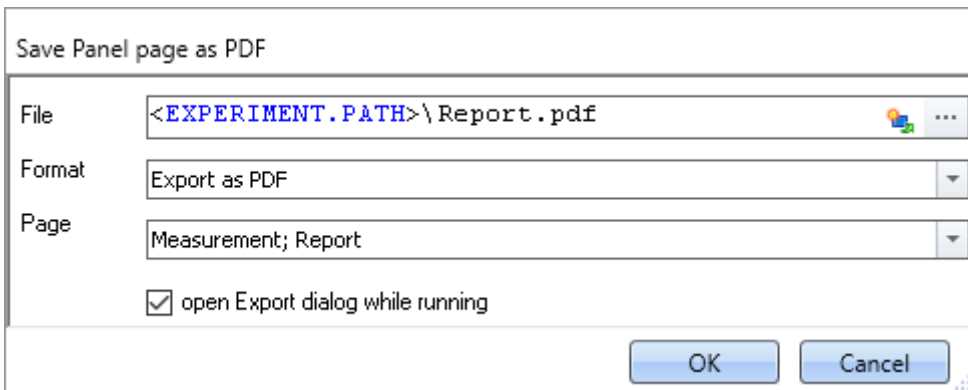 Save Panel page as PDF
File
<EXPERIMENT.PATH>\Report.pdf
...
Format
Export as PDF
Page
Measurement; Report
open Export dialog while running
OK
Cancel